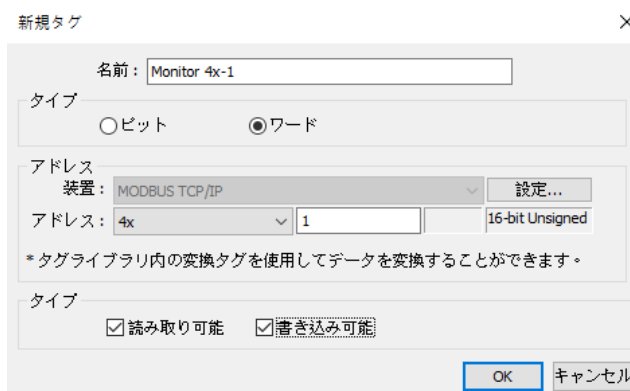 新規タグ
名前： Monitor 4x-1
タイプ
ビット ワード
アドレス
装置： MODBUS TCP/IP 設定...
アドレス： 4x 1 16-bit Unsigned
* タグライブラリ内の変換タグを使用してデータを変換することができます。
タイプ
読み取り可能 書き込み可能
OK キャンセル